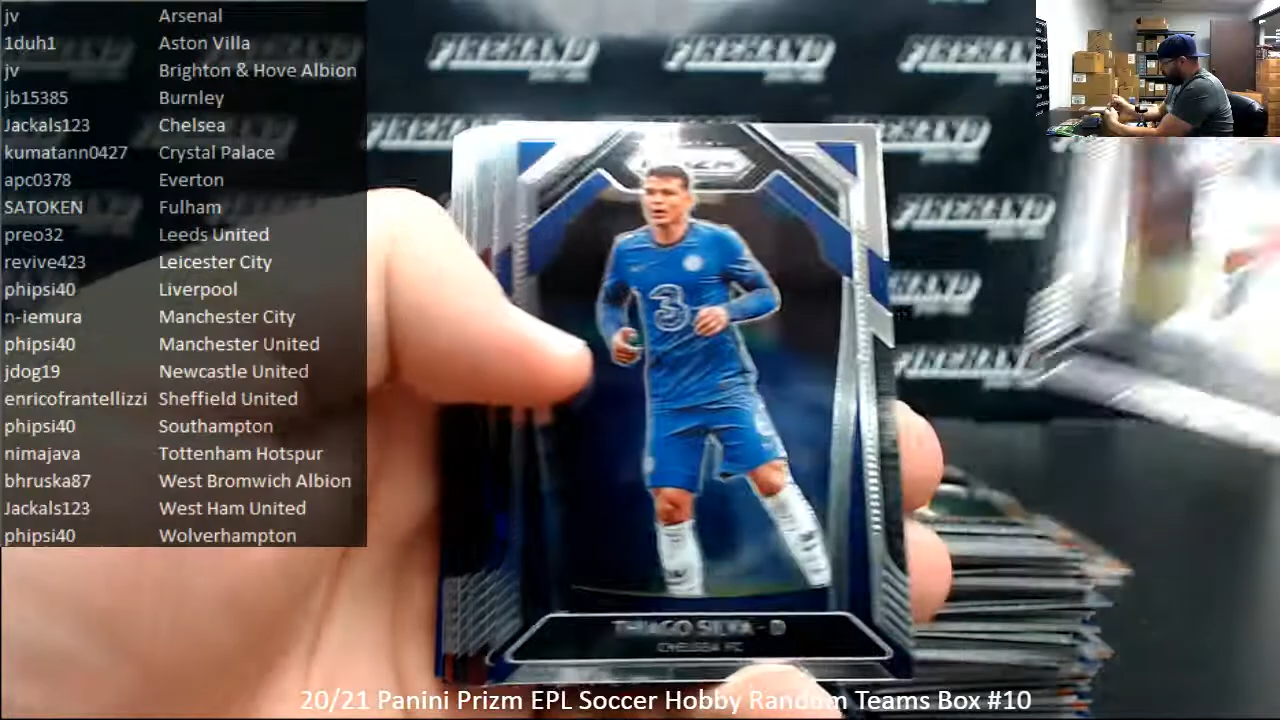 jv Arsenal
1duh1 Aston Villa
jv Brighton & Hove Albion
jb15385 Burnley
Jackals123 Chelsea
kumatann0427 Crystal Palace
apc0378 Everton
SATOKEN Fulham
preo32 Leeds United
revive423 Leicester City
phipsi40 Liverpool
n-iemura Manchester City
phipsi40 Manchester United
jdog19 Newcastle United
enricofrantellizzi Sheffield United
phipsi40 Southampton
nimajava Tottenham Hotspur
bhruska87 West Bromwich Albion
Jackals123 West Ham United
phipsi40 Wolverhampton
FIREHAND FIREHAND FIREHAND
PRIZM
3
THIAGO SILVA - D
CHELSEA FC
20/21 Panini Prizm EPL Soccer Hobby Random Teams Box #10